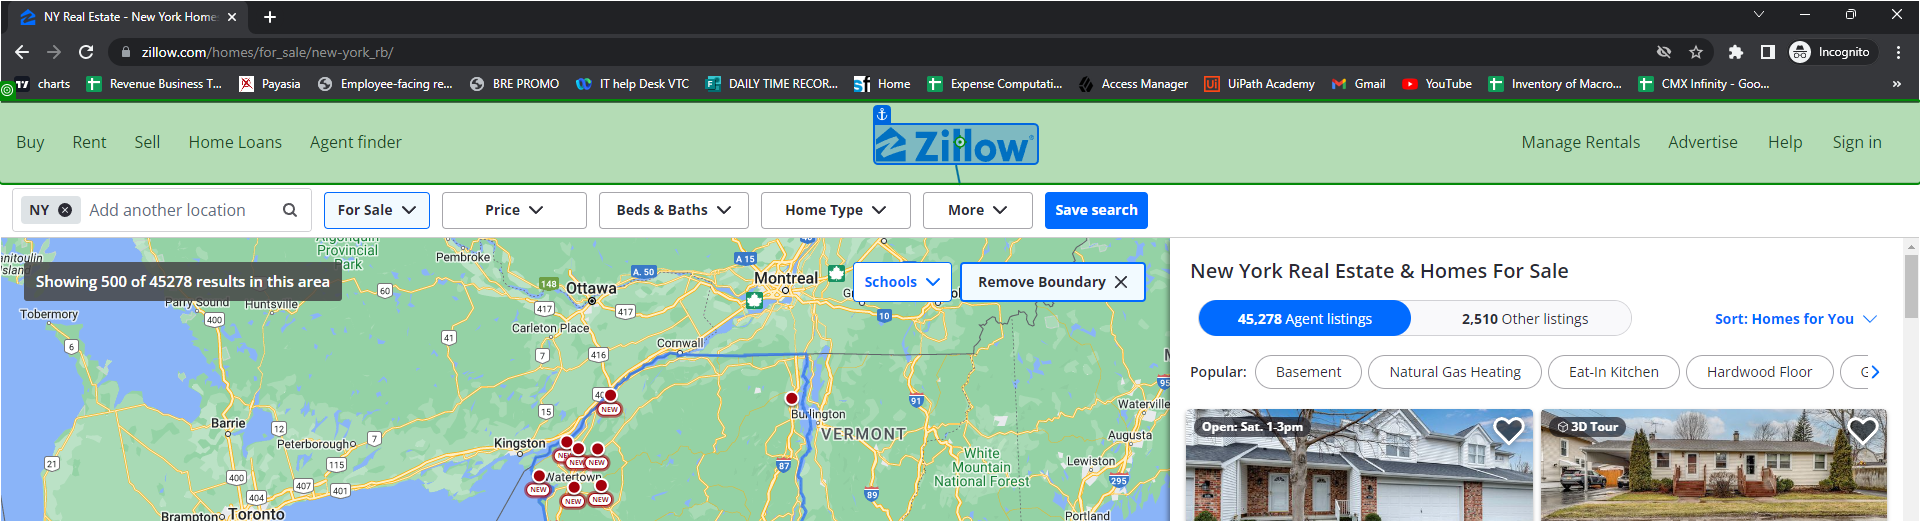 NY Real Estate - New York Home
zillow.com/homes/for_sale/new-york_rb/
Incognito
charts
Revenue Business T...
Payasia
Employee-facing re...
BRE PROMO
IT help Desk VTC
DAILY TIME RECOR...
Home
Expense Computati...
Access Manager
UiPath Academy
Gmail
YouTube
Inventory of Macro...
CMX Infinity - Goo...
»
Buy
Rent
Sell
Home Loans
Agent finder
Zillow
Manage Rentals
Advertise
Help
Sign in
NY
Add another location
For Sale
Price
Beds & Baths
Home Type
More
Save search
Showing 500 of 45278 results in this area
Schools
Remove Boundary
Algonquin
Provincial
Park
Pembroke
A. 50
A 15
Montreal
148
Ottawa
Parry Sound
Huntsville
60
417
417
10
Tobermory
400
Carleton Place
6
41
7
416
Cornwall
NEW
15
Burlington
91
95
Waterville
Barrie
12
Peterborough
7
Kingston
VERMONT
Augusta
21
115
NEW
NEW
Watertown
87
White
Mountain
National Forest
Lewiston
295
400
407
401
404
NEW
NEW
NEW
89
Brampton
Toronto
Portland
New York Real Estate & Homes For Sale
45,278 Agent listings
2,510 Other listings
Sort: Homes for You
Popular:
Basement
Natural Gas Heating
Eat-In Kitchen
Hardwood Floor
G
Open: Sat. 1-3pm
3D Tour